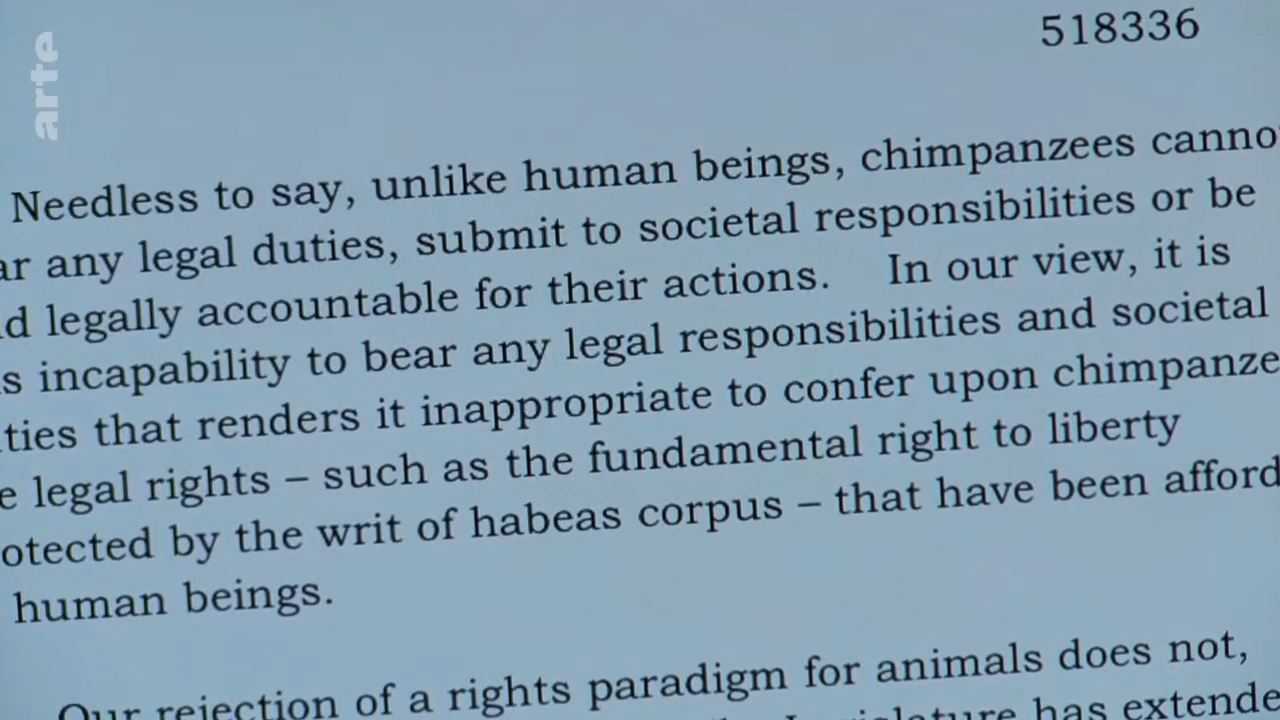 arte
518336
Needless to say, unlike human beings, chimpanzees canno
ar any legal duties, submit to societal responsibilities or be
ld legally accountable for their actions. In our view, it is
s incapability to bear any legal responsibilities and societal
ties that renders it inappropriate to confer upon chimpanze
e legal rights – such as the fundamental right to liberty
otected by the writ of habeas corpus – that have been afford
human beings.
Our rejection of a rights paradigm for animals does not,
has extende